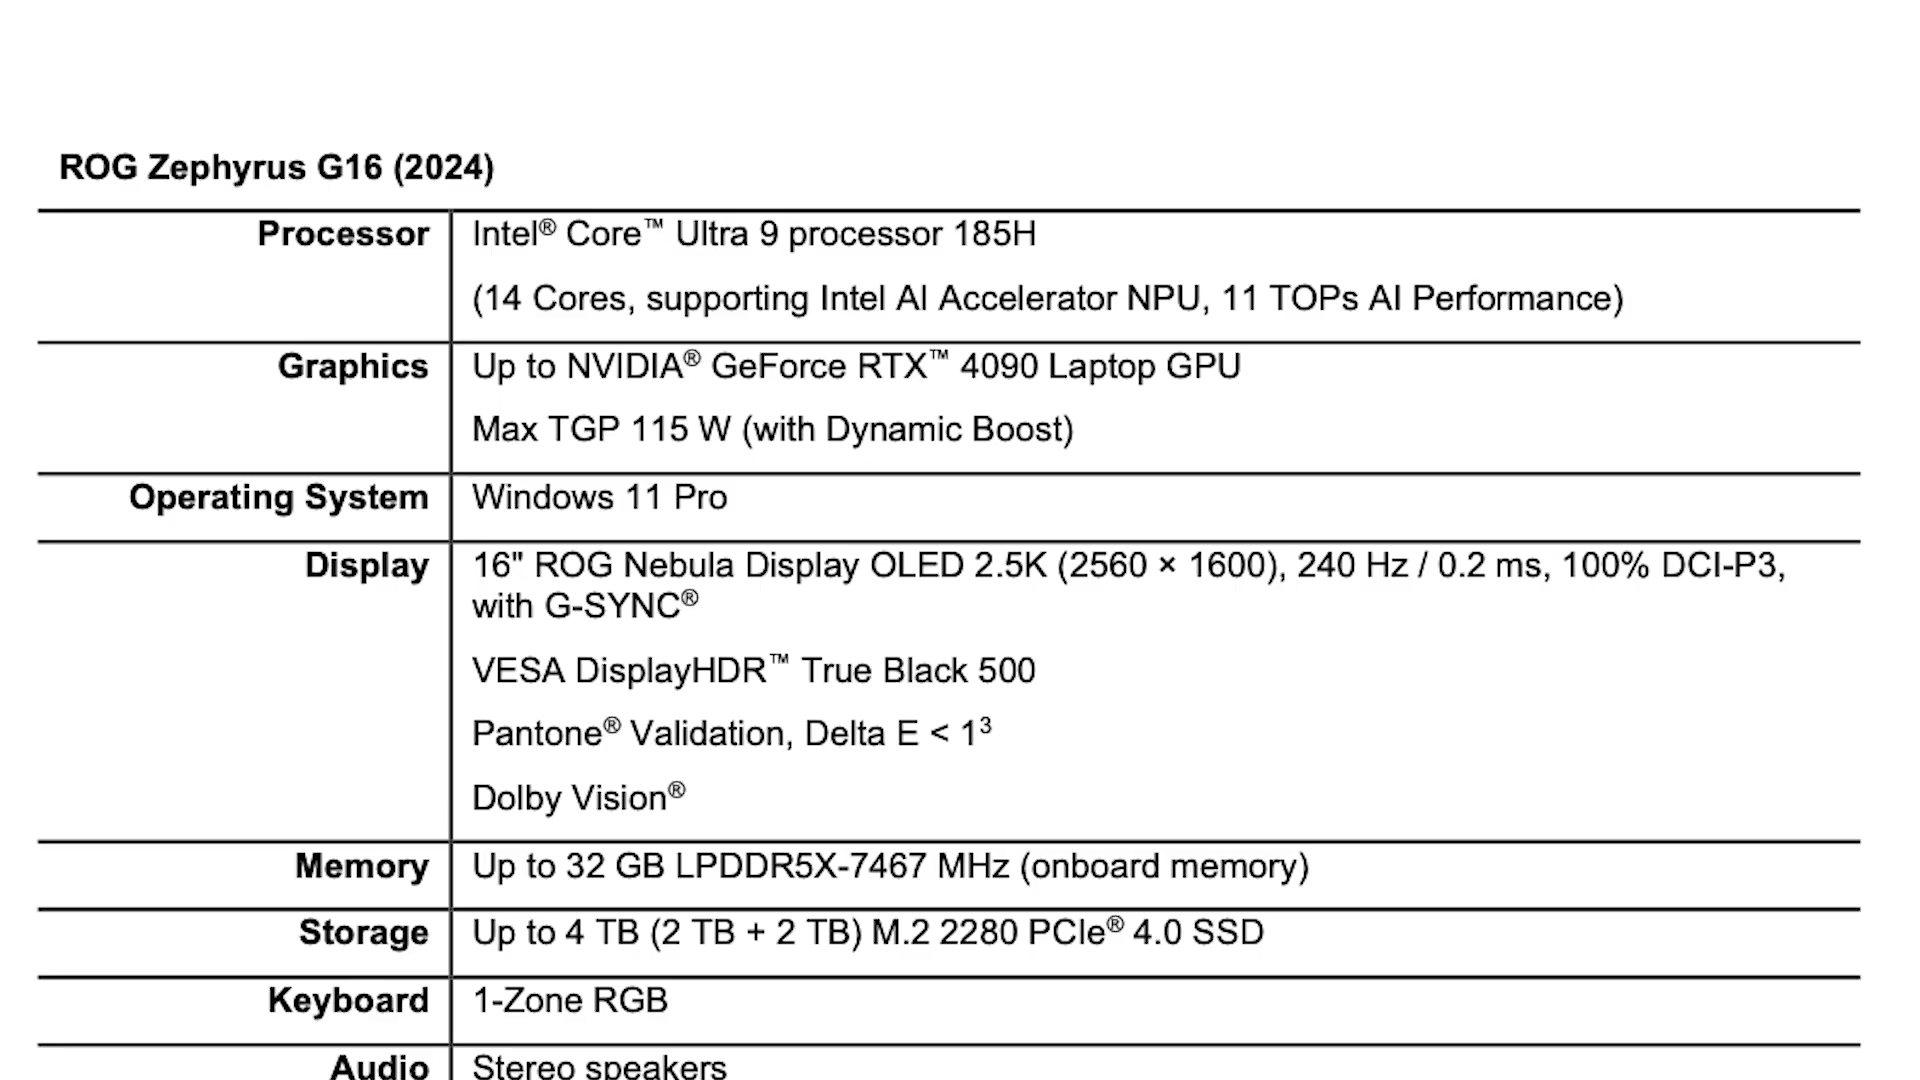 ROG Zephyrus G16 (2024)
Processor
Intel® Core™ Ultra 9 processor 185H
(14 Cores, supporting Intel AI Accelerator NPU, 11 TOPs AI Performance)
Graphics
Up to NVIDIA® GeForce RTX™ 4090 Laptop GPU
Max TGP 115 W (with Dynamic Boost)
Operating System
Windows 11 Pro
Display
16" ROG Nebula Display OLED 2.5K (2560 × 1600), 240 Hz / 0.2 ms, 100% DCI-P3,
with G-SYNC®
VESA DisplayHDR™ True Black 500
Pantone® Validation, Delta E < 1³
Dolby Vision®
Memory
Up to 32 GB LPDDR5X-7467 MHz (onboard memory)
Storage
Up to 4 TB (2 TB + 2 TB) M.2 2280 PCIe® 4.0 SSD
Keyboard
1-Zone RGB
Audio
Stereo speakers